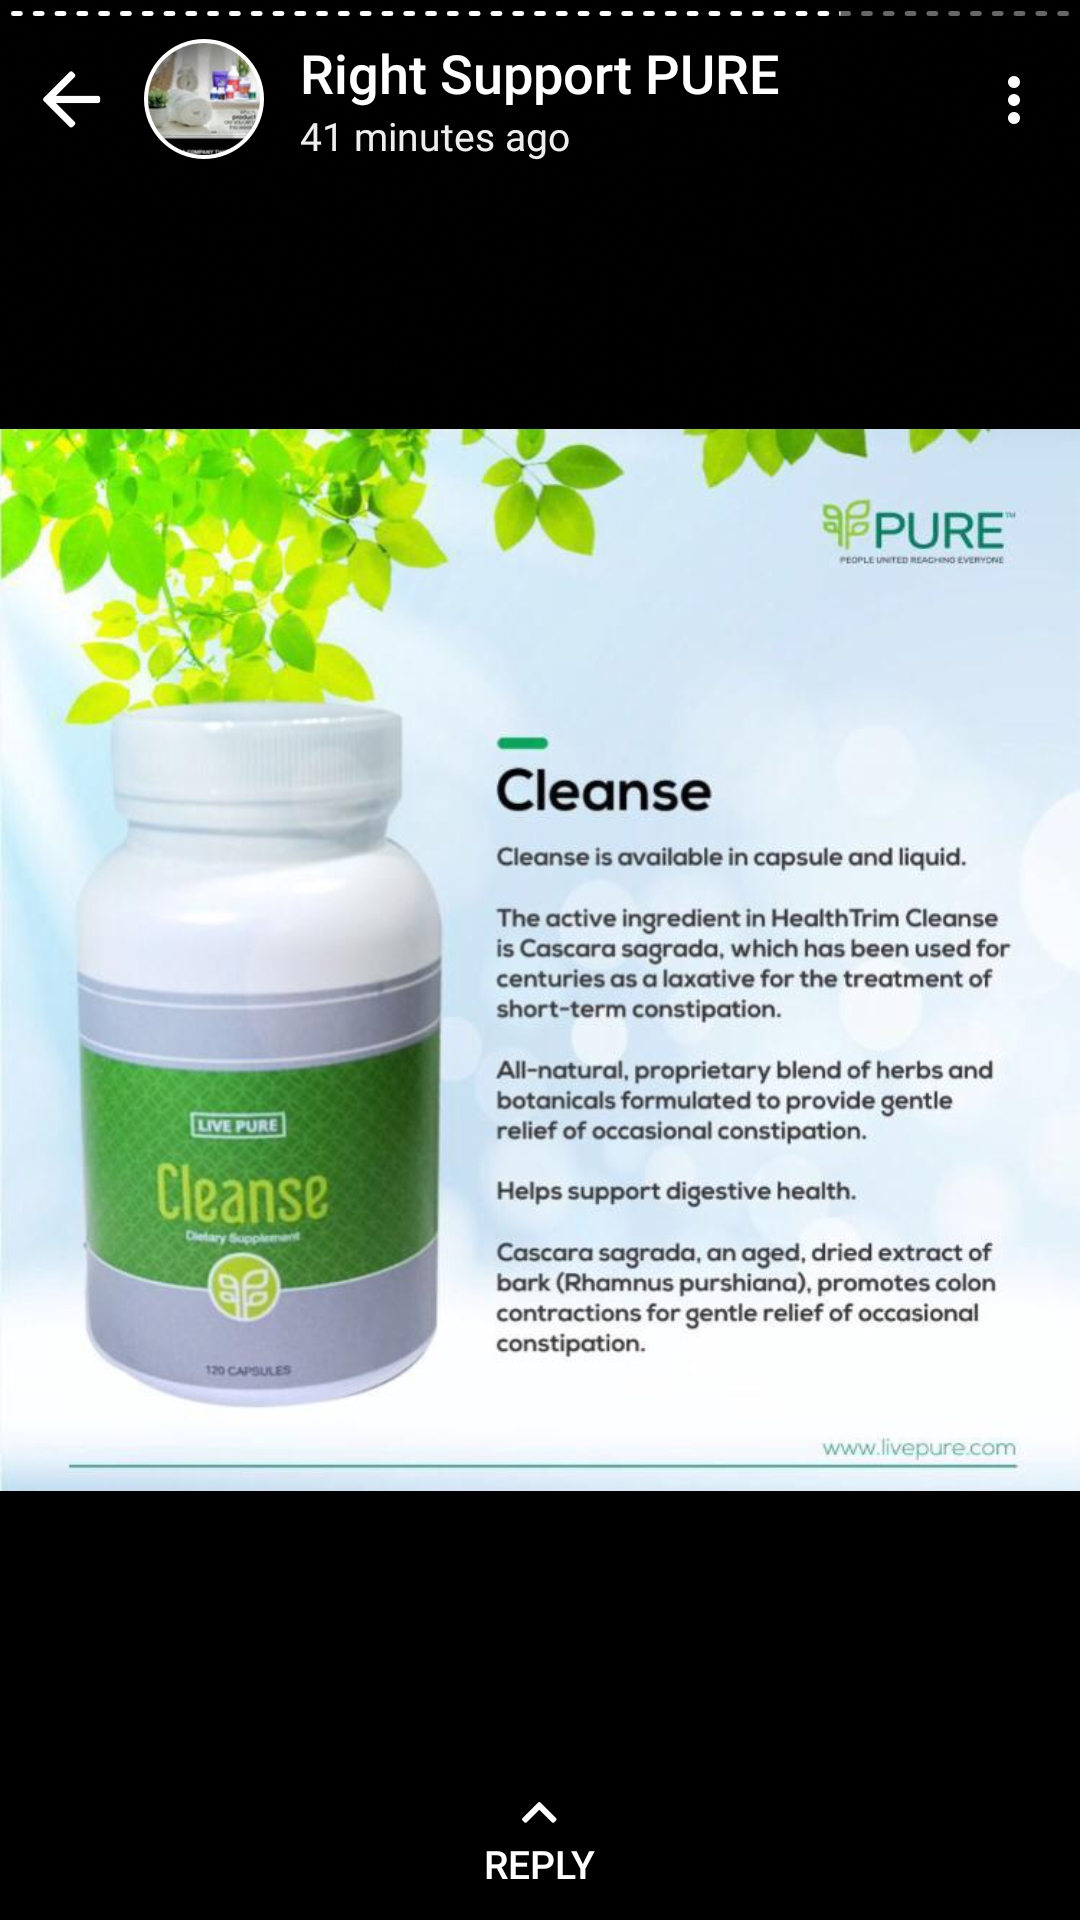 Right Support PURE
41 minutes ago
PURE™
PEOPLE UNITED REACHING EVERYONE
Cleanse
Cleanse is available in capsule and liquid.
The active ingredient in HealthTrim Cleanse
is Cascara sagrada, which has been used for
centuries as a laxative for the treatment of
short-term constipation.
All-natural, proprietary blend of herbs and
botanicals formulated to provide gentle
relief of occasional constipation.
Helps support digestive health.
Cascara sagrada, an aged, dried extract of
bark (Rhamnus purshiana), promotes colon
contractions for gentle relief of occasional
constipation.
LIVE PURE
Cleanse
Dietary Supplement
120 CAPSULES
www.livepure.com
REPLY